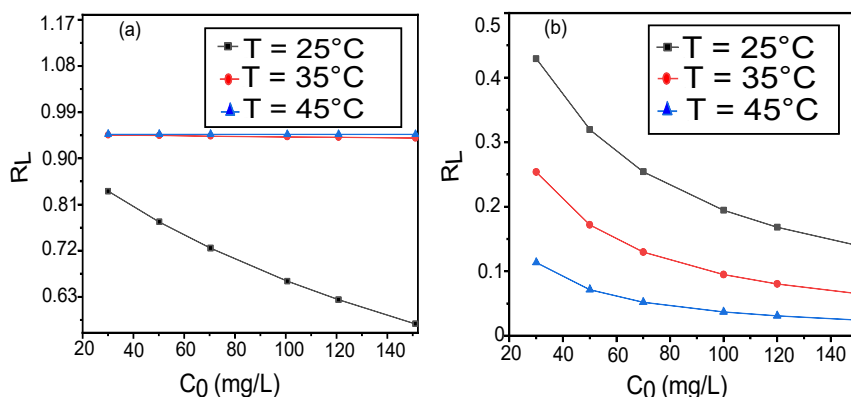 (a)
T = 25°C
T = 35°C
T = 45°C
1.17
1.08
0.99
0.90
0.81
0.72
0.63
RL
20 40 60 80 100 120 140
C0 (mg/L)
(b)
T = 25°C
T = 35°C
T = 45°C
0.5
0.4
0.3
0.2
0.1
0
RL
20 40 60 80 100 120 14
C0 (mg/L)